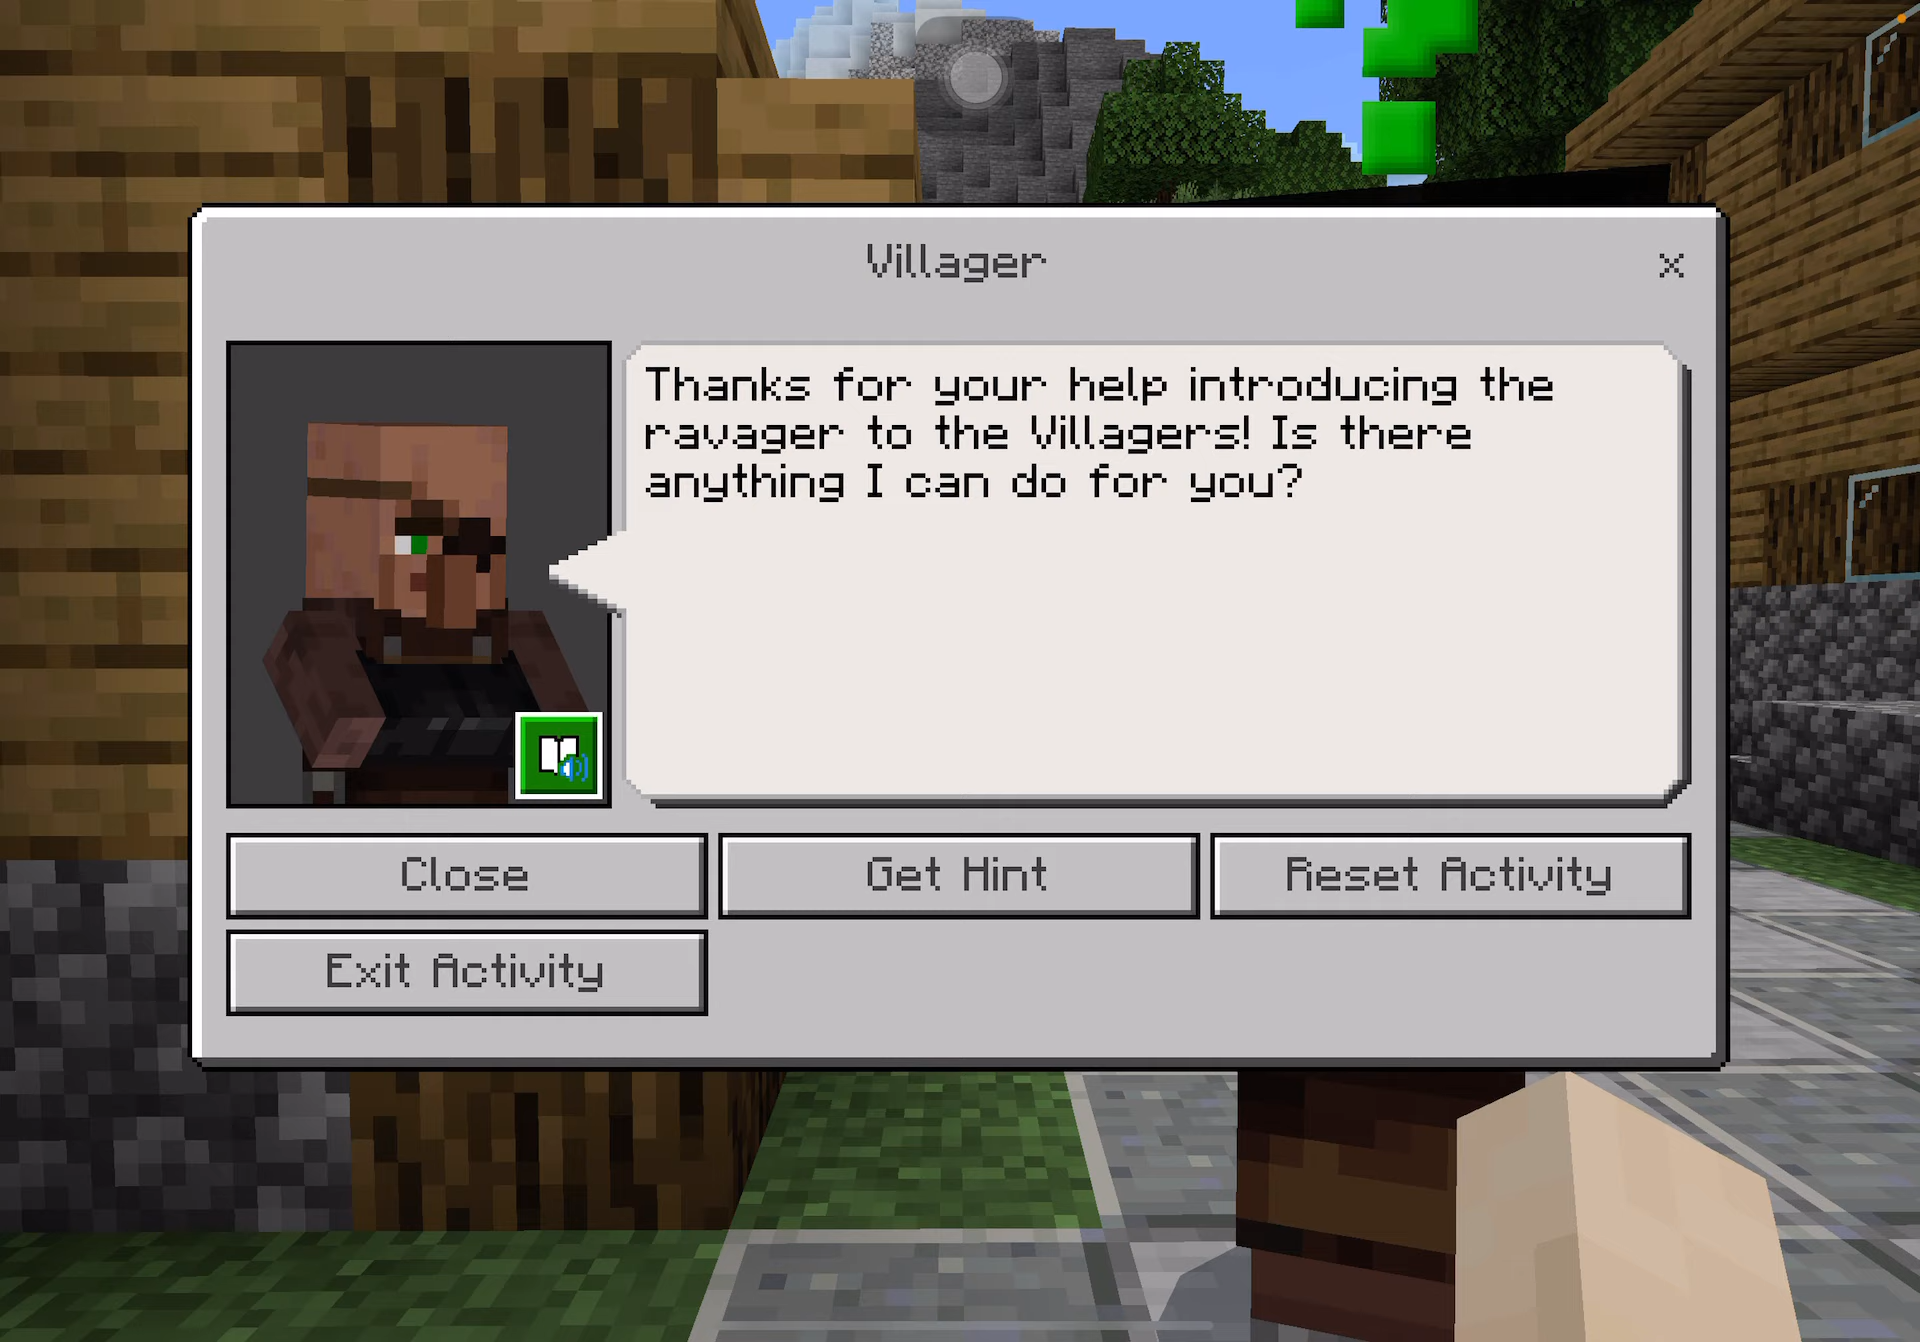 Villager
Thanks for your help introducing the
ravager to the Villagers! Is there
anything I can do for you?
Close
Get Hint
Reset Activity
Exit Activity